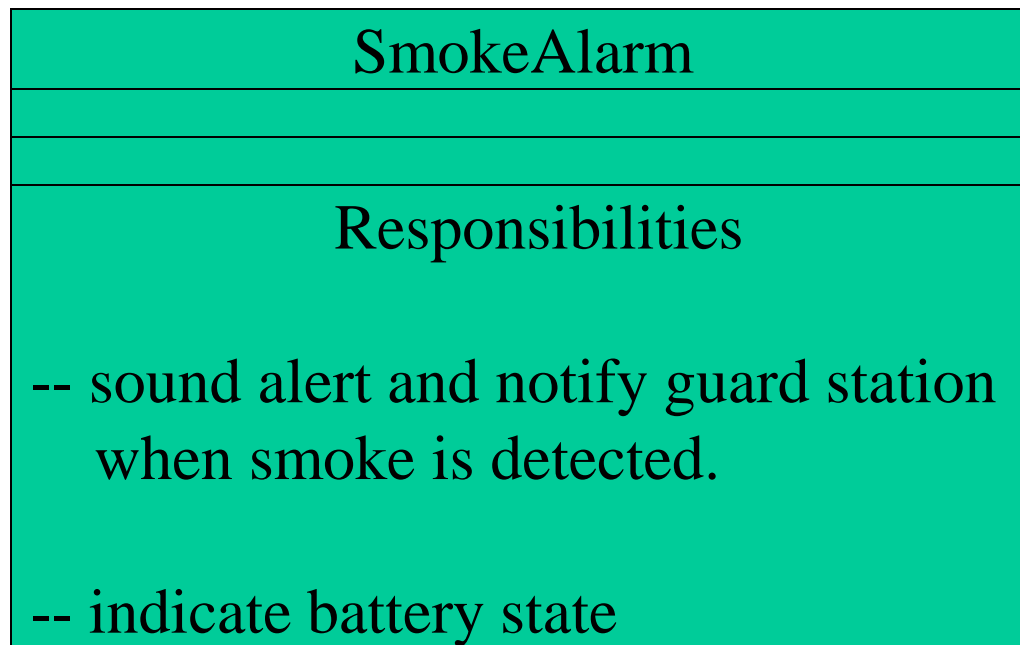 SmokeAlarm
Responsibilities
-- sound alert and notify guard station
when smoke is detected.
-- indicate battery state